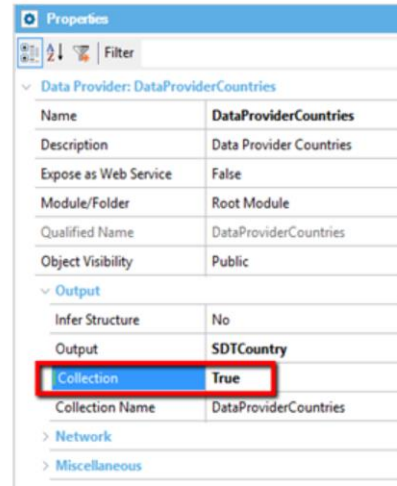 Properties
Filter
Data Provider: DataProviderCountries
Name DataProviderCountries
Description Data Provider Countries
Expose as Web Service False
Module/Folder Root Module
Qualified Name DataProviderCountries
Object Visibility Public
Output
Infer Structure No
Output SDTCountry
Collection True
Collection Name DataProviderCountries
Network
Miscellaneous